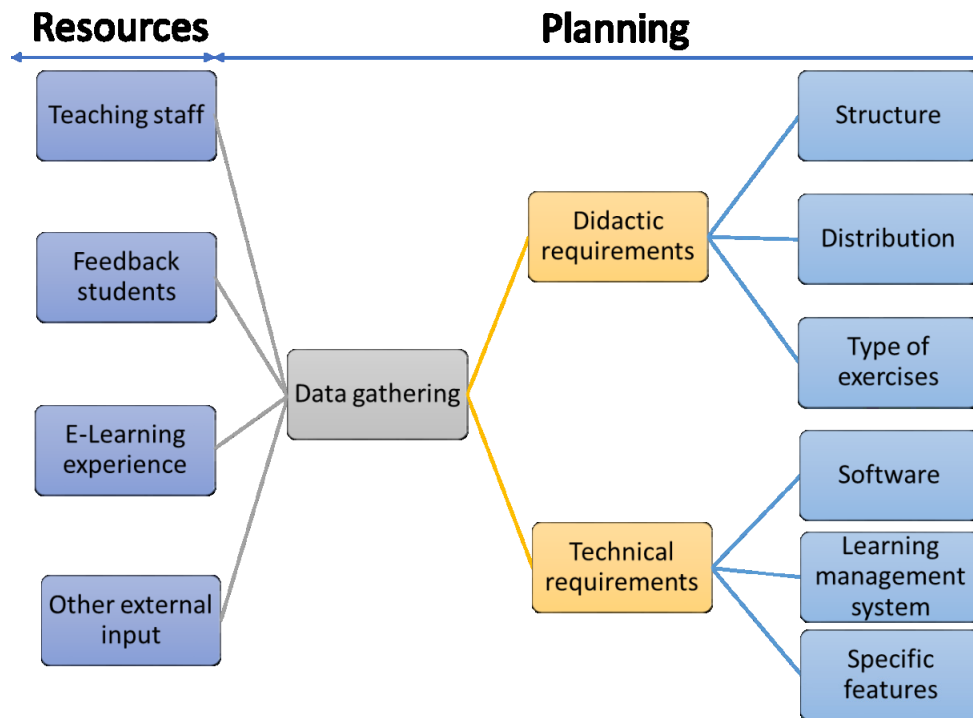 Resources
Planning
Teaching staff
Feedback
students
E-Learning
experience
Other external
input
Data gathering
Didactic
requirements
Technical
requirements
Structure
Distribution
Type of
exercises
Software
Learning
management
system
Specific
features